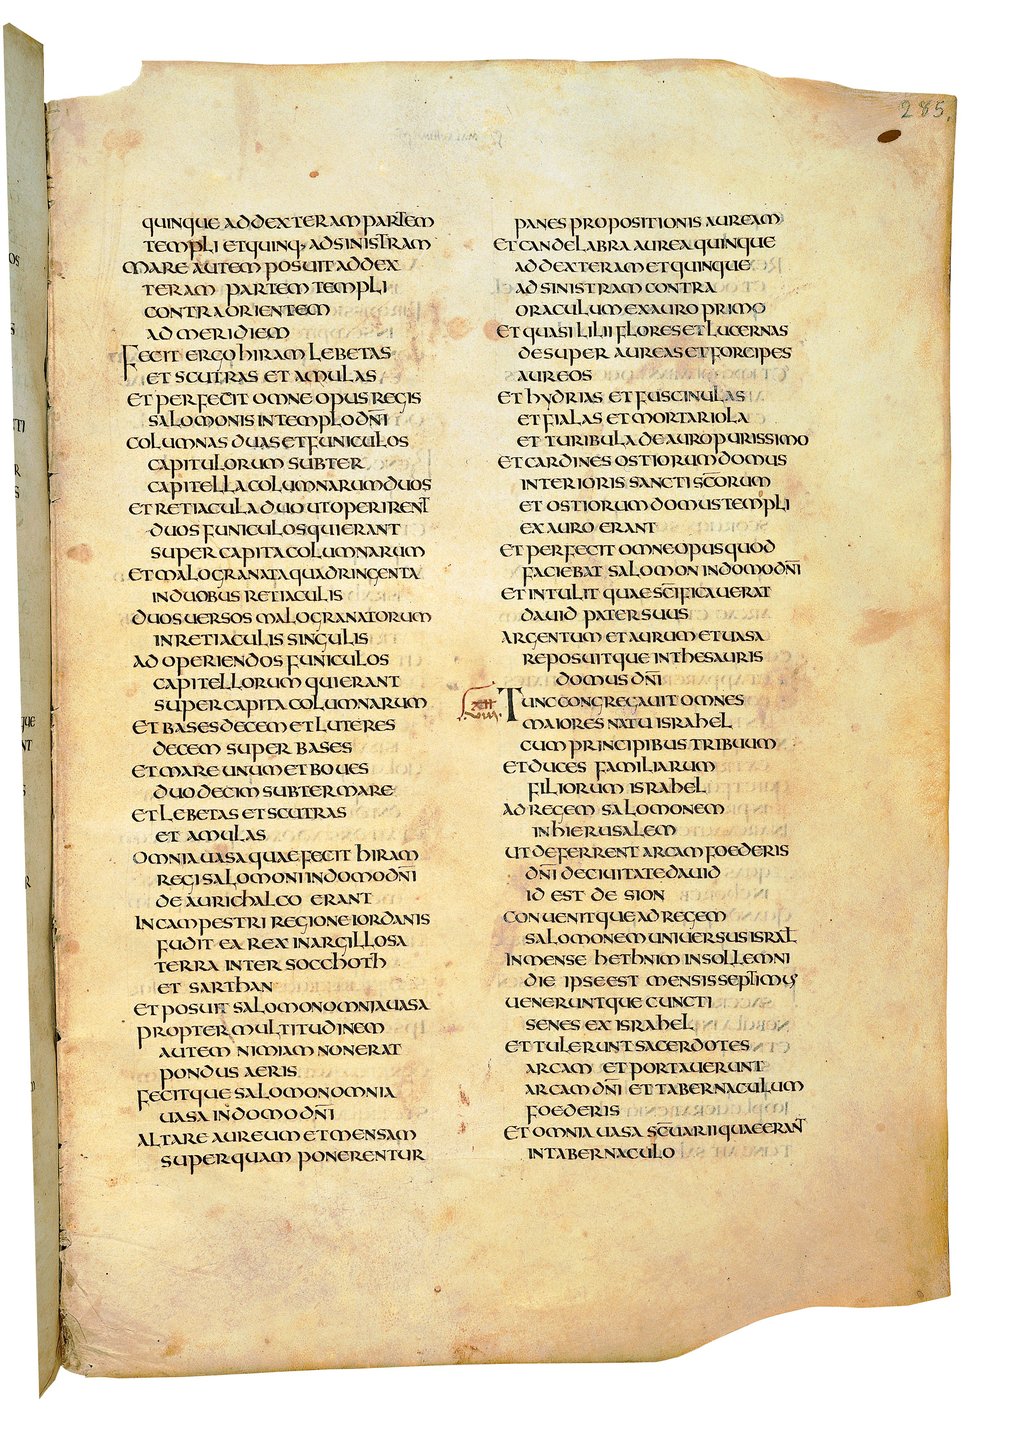 285.
QUINQUE AD DEXTERAM PARTEM
TEMPLI ET QUINQ; AD SINISTRAM
MARE AUTEM POSUIT AD DEX
TERAM PARTEM TEMPLI
CONTRA ORIENTEM
AD MERIDIEM
FECIT ERGO HIRAM LEBETAS
ET SCUTRAS ET AMULAS
ET PERFECIT OMNE OPUS REGIS
SALOMONIS IN TEMPLO DN̄I
COLUMNAS DUAS ET FUNICULOS
CAPITULORUM SUBTER
CAPITELLA COLUMNARUM DUOS
ET RETIACULA DUO UT OPERIRENT
DUOS FUNICULOS QUI ERANT
SUPER CAPITA COLUMNARUM
ET MALOGRANATA QUADRINGENTA
IN DUOBUS RETIACULIS
DUOS UERSOS MALOGRANATORUM
IN RETIACULIS SINGULIS
AD OPERIENDOS FUNICULOS
CAPITELLORUM QUI ERANT
SUPER CAPITA COLUMNARUM
ET BASES DECEM ET LUTERES
DECEM SUPER BASES
ET MARE UNUM ET BOUES
DUODECIM SUBTER MARE
ET LEBETAS ET SCUTRAS
ET AMULAS
OMNIA UASA QUAE FECIT HIRAM
REGI SALOMONI IN DOMO DN̄I
DE AURICHALCO ERANT
IN CAMPESTRI REGIONE IORDANIS
FUDIT EA REX IN ARGILLOSA
TERRA INTER SOCCHOTH
ET SARTHAN
ET POSUIT SALOMON OMNIA UASA
PROPTER MULTITUDINEM
AUTEM NIMIAM NON ERAT
PONDUS AERIS
FECITQUE SALOMON OMNIA
UASA IN DOMO DN̄I
ALTARE AUREUM ET MENSAM
SUPER QUAM PONERENTUR
PANES PROPOSITIONIS AUREAM
ET CANDELABRA AUREA QUINQUE
AD DEXTERAM ET QUINQUE
AD SINISTRAM CONTRA
ORACULUM EX AURO PRIMO
ET QUASI LILII FLORES ET LUCERNAS
DESUPER AUREAS ET FORCIPES
AUREOS
ET HYDRIAS ET FUSCINULAS
ET FIALAS ET MORTARIOLA
ET TURIBULA DE AURO PURISSIMO
ET CARDINES OSTIORUM DOMUS
INTERIORIS SANCTI SC̄ORUM
ET OSTIORUM DOMUS TEMPLI
EX AURO ERANT
ET PERFECIT OMNE OPUS QUOD
FACIEBAT SALOMON IN DOMO DN̄I
ET INTULIT QUAE SC̄IFICAUERAT
DAUID PATER SUUS
ARGENTUM ET AURUM ET UASA
REPOSUITQUE IN THESAURIS
DOMUS DN̄I
TUNC CONGREGAUIT OMNES
MAIORES NATU ISRAHEL
CUM PRINCIPIBUS TRIBUUM
ET DUCES FAMILIARUM
FILIORUM ISRAHEL
AD REGEM SALOMONEM
IN HIERUSALEM
UT DEFERRENT ARCAM FOEDERIS
DN̄I DE CIUITATE DAUID
ID EST DE SION
CONUENITQUE AD REGEM
SALOMONEM UNIUERSUS ISRA̅L
IN MENSE HETHNIM IN SOLLEMNI
DIE IPSE EST MENSIS SEPTIMUS
UENERUNTQUE CUNCTI
SENES EX ISRAHEL
ET TULERUNT SACERDOTES
ARCAM ET PORTAUERUNT
ARCAM DN̄I ET TABERNACULUM
FOEDERIS
ET OMNIA UASA SC̄UARII QUAE ERANT
IN TABERNACULO